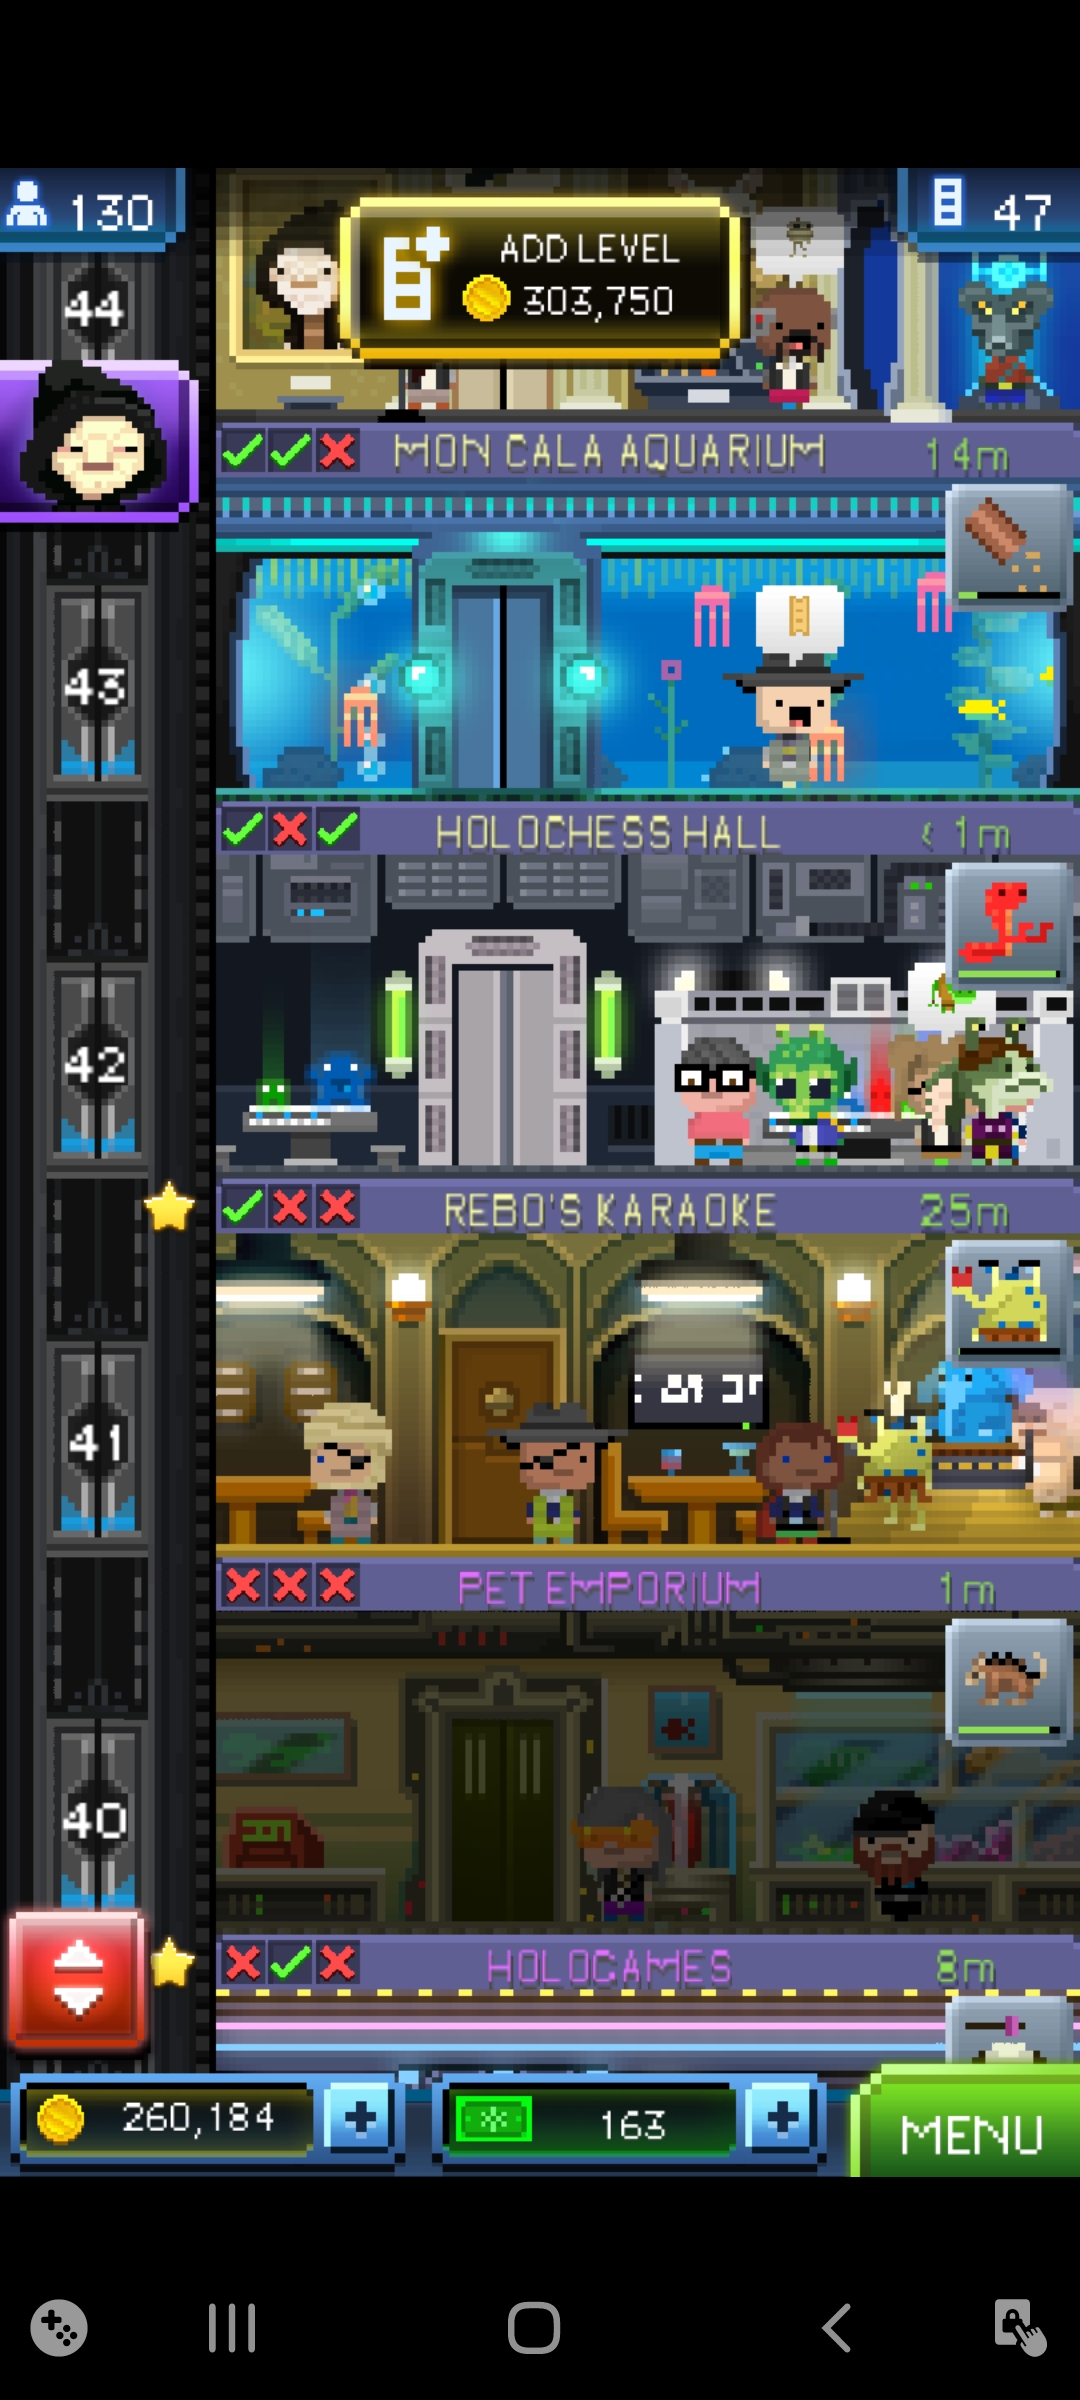 130
47
ADD LEVEL
303,750
44
MON CALA AQUARIUM 14m
43
HOLOCHESS HALL < 1m
42
REBO'S KARAOKE 25m
41
PET EMPORIUM 1m
40
HOLOGAMES 8m
260,184
163
MENU